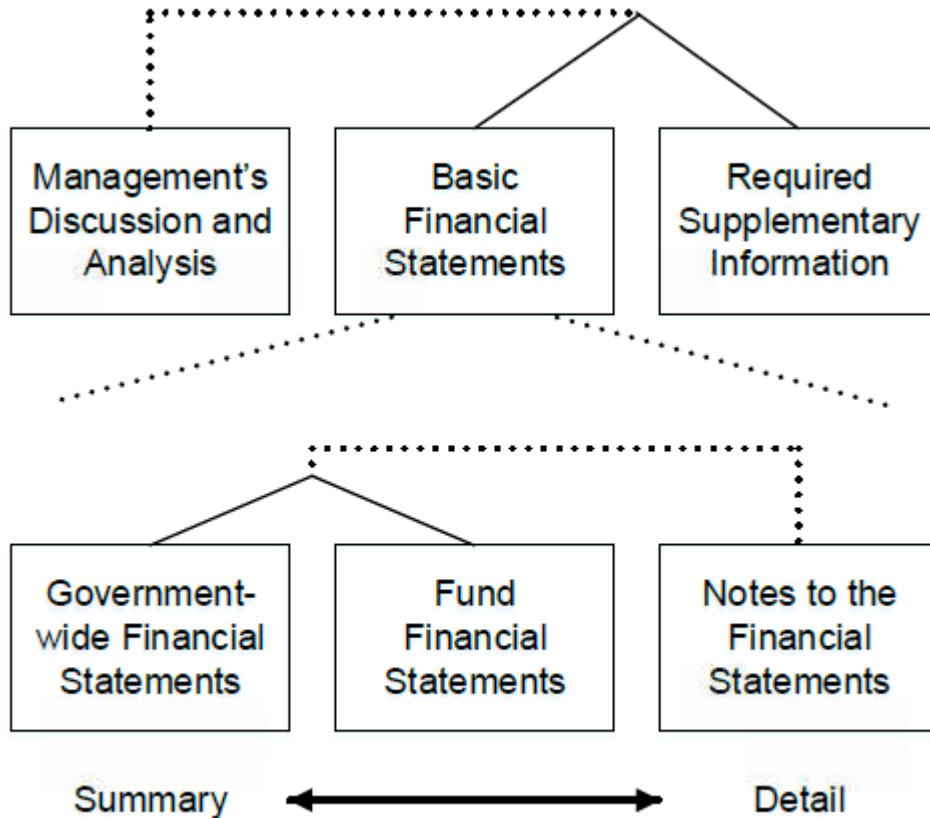 Management's
Discussion and
Analysis
Basic
Financial
Statements
Required
Supplementary
Information
Government-
wide Financial
Statements
Fund
Financial
Statements
Notes to the
Financial
Statements
Summary
Detail